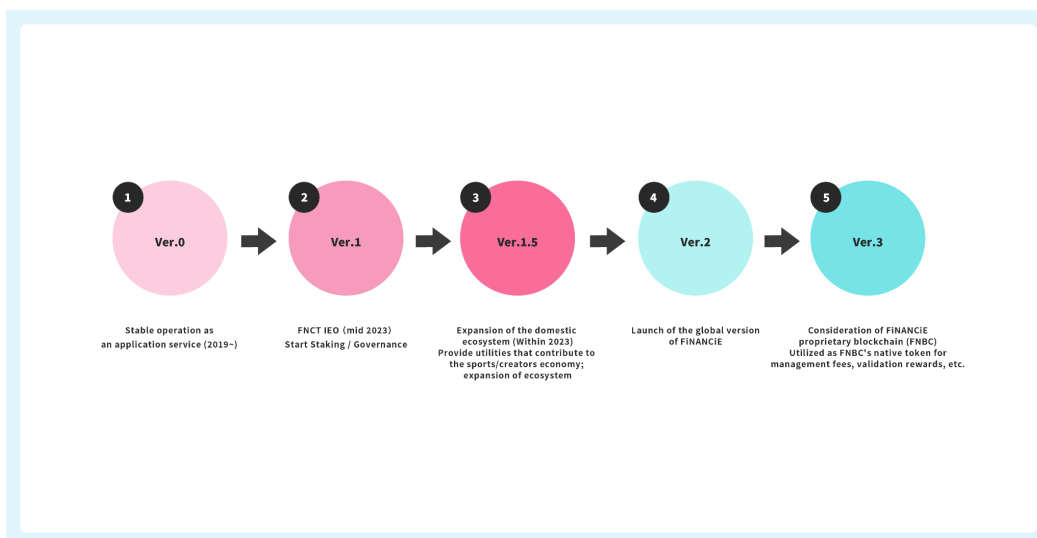 1
Ver.0
Stable operation as
an application service (2019~)
2
Ver.1
FNCT IEO (mid 2023)
Start Staking / Governance
3
Ver.1.5
Expansion of the domestic
ecosystem (Within 2023)
Provide utilities that contribute to
the sports/creators economy;
expansion of ecosystem
4
Ver.2
Launch of the global version
of FiNANCiE
5
Ver.3
Consideration of FiNANCiE
proprietary blockchain (FNBC)
Utilized as FNBC's native token for
management fees, validation rewards, etc.